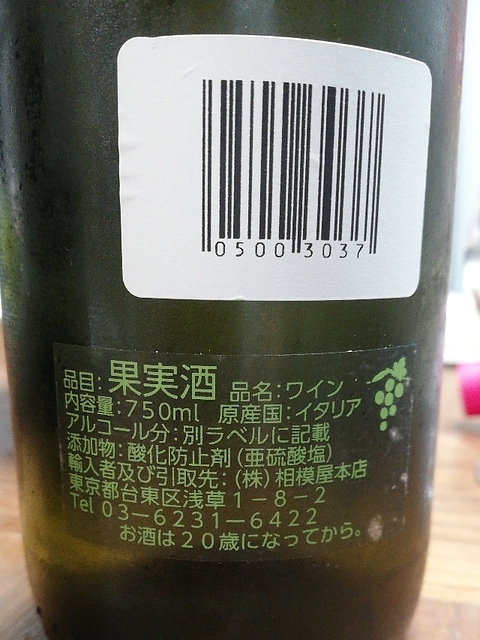 0500 3037
品目:果実酒 品名:ワイン
内容量:750ml 原産国:イタリア
アルコール分:別ラベルに記載
添加物:酸化防止剤(亜硫酸塩)
輸入者及び引取先:(株)相模屋本店
東京都台東区浅草1-8-2
Tel 03-6231-6422
お酒は20歳になってから。